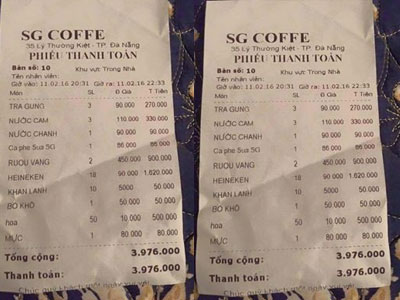 SG COFFE
35 Lý Thường Kiệt - TP. Đà Nẵng
PHIẾU THANH TOÁN
Bàn số: 10 Khu vực Trong Nhà
Tên nhân viên:
Giờ vào: 11.02.16 20:31 Giờ ra: 11.02.16 22:33
Món SL Đ Giá T Tiền
TRA GUNG 3 90.000 270.000
NƯỚC CAM 3 110.000 330.000
NƯỚC CHANH 1 90.000 90.000
Ca phe Sua SG 1 86.000 86.000
RUOU VANG 2 450.000 900.000
HEINEKEN 18 90.000 1.620.000
KHAN LANH 10 5000 50.000
BÒ KHÔ 1 50.000 50.000
hoa 50 10.000 500.000
MỰC 1 80.000 80.000
Tổng cộng: 3.976.000
Thanh toán: 3.976.000
SG COFFE
35 Lý Thường Kiệt - TP. Đà Nẵng
PHIẾU THANH TOÁN
Bàn số: 10 Khu vực Trong Nhà
Tên nhân viên:
Giờ vào: 11.02.16 20:31 Giờ ra: 11.02.16 22:33
Món SL Đ Giá T Tiền
TRA GUNG 3 90.000 270.000
NƯỚC CAM 3 110.000 330.000
NƯỚC CHANH 1 90.000 90.000
Ca phe Sua SG 1 86.000 86.000
RUOU VANG 2 450.000 900.000
HEINEKEN 18 90.000 1.620.000
KHAN LANH 10 5000 50.000
BÒ KHÔ 1 50.000 50.000
hoa 50 10.000 500.000
MỰC 1 80.000 80.000
Tổng cộng: 3.976.000
Thanh toán: 3.976.000